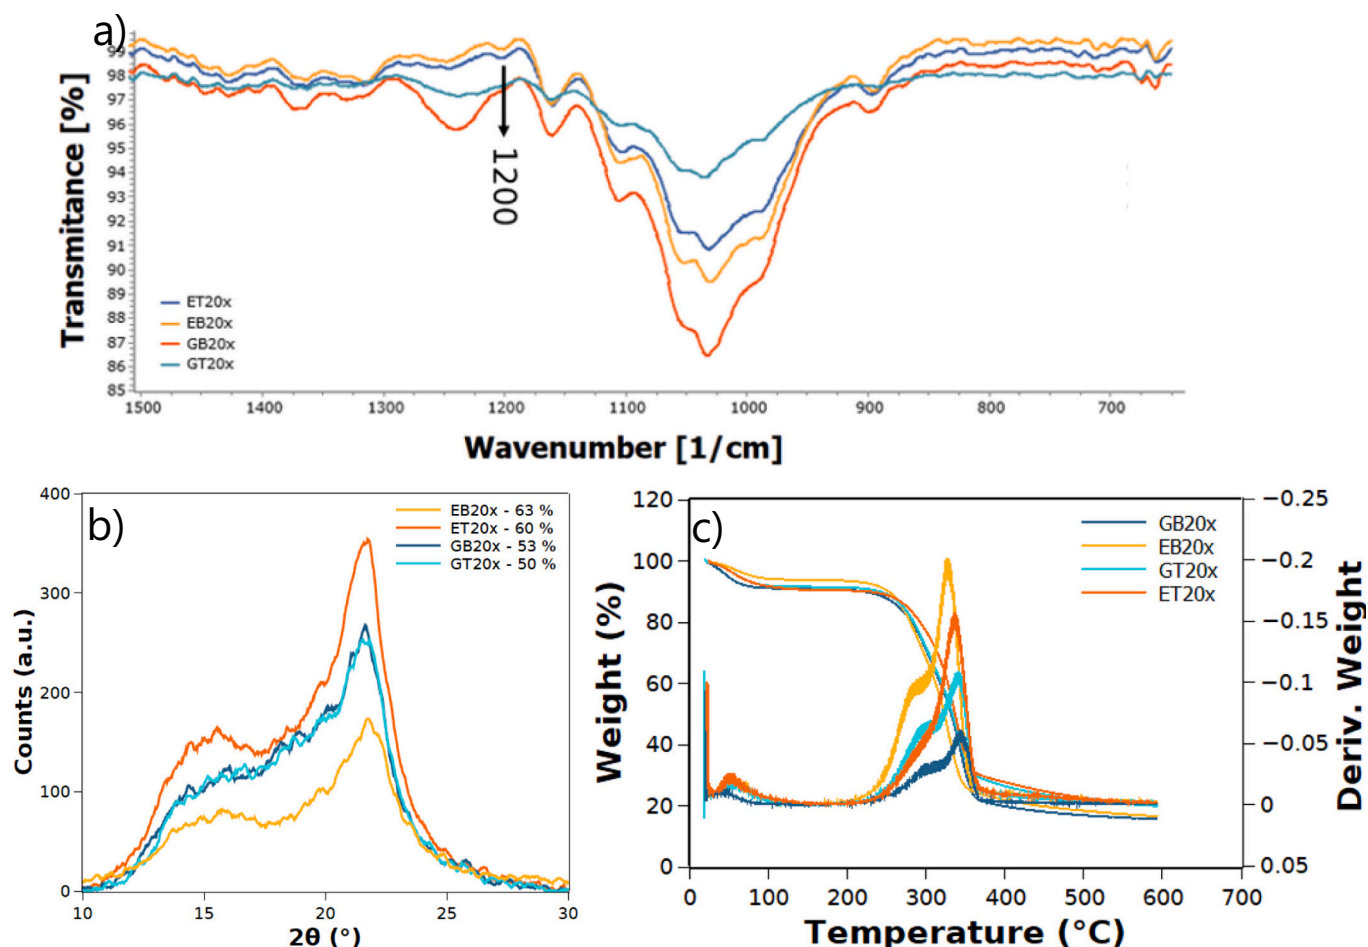 a)
Transmitance [%]
99
98
97
96
95
94
93
92
91
90
89
88
87
86
85
1200
ET20x
EB20x
GB20x
GT20x
1500 1400 1300 1200 1100 1000 900 800 700
Wavenumber [1/cm]
b)
Counts (a.u.)
400
300
200
100
0
EB20x - 63 %
ET20x - 60 %
GB20x - 53 %
GT20x - 50 %
10 15 20 25 30
2θ (°)
c)
Weight (%)
120
100
80
60
40
20
0
GB20x
EB20x
GT20x
ET20x
−0.25
−0.20
−0.15
−0.10
−0.05
0
0.05
Deriv. Weight
0 100 200 300 400 500 600 700
Temperature (°C)